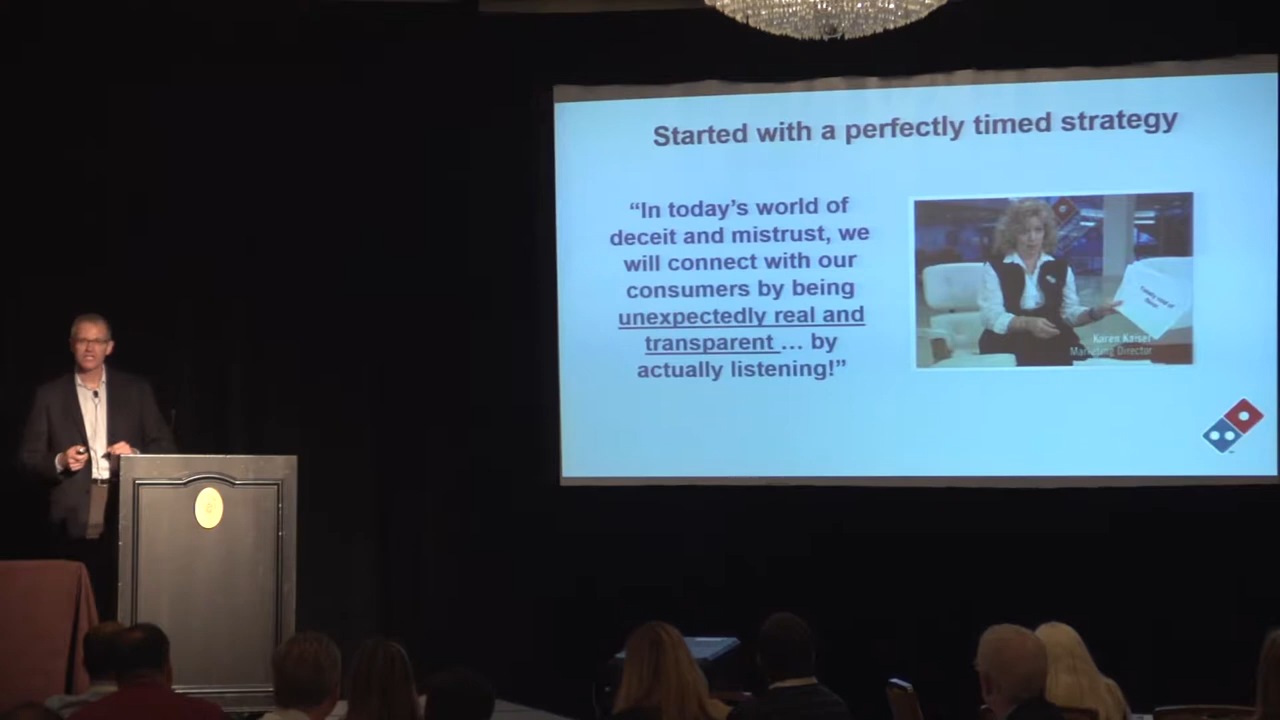 Started with a perfectly timed strategy
“In today’s world of
deceit and mistrust, we
will connect with our
consumers by being
unexpectedly real and
transparent … by
actually listening!”
Karen Kaiser
Marketing Director